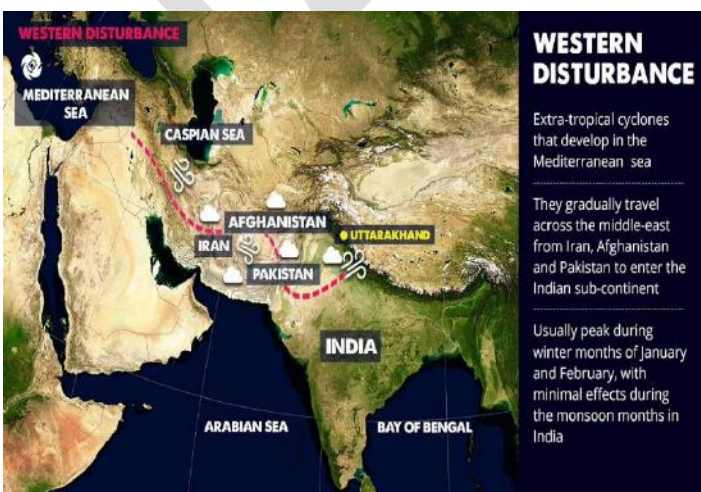 WESTERN DISTURBANCE
MEDITERRANEAN
SEA
CASPIAN SEA
AFGHANISTAN
IRAN
UTTARAKHAND
PAKISTAN
INDIA
ARABIAN SEA
BAY OF BENGAL
WESTERN
DISTURBANCE
Extra-tropical cyclones
that develop in the
Mediterranean sea
They gradually travel
across the middle-east
from Iran, Afghanistan
and Pakistan to enter the
Indian sub-continent
Usually peak during
winter months of January
and February, with
minimal effects during
the monsoon months in
India